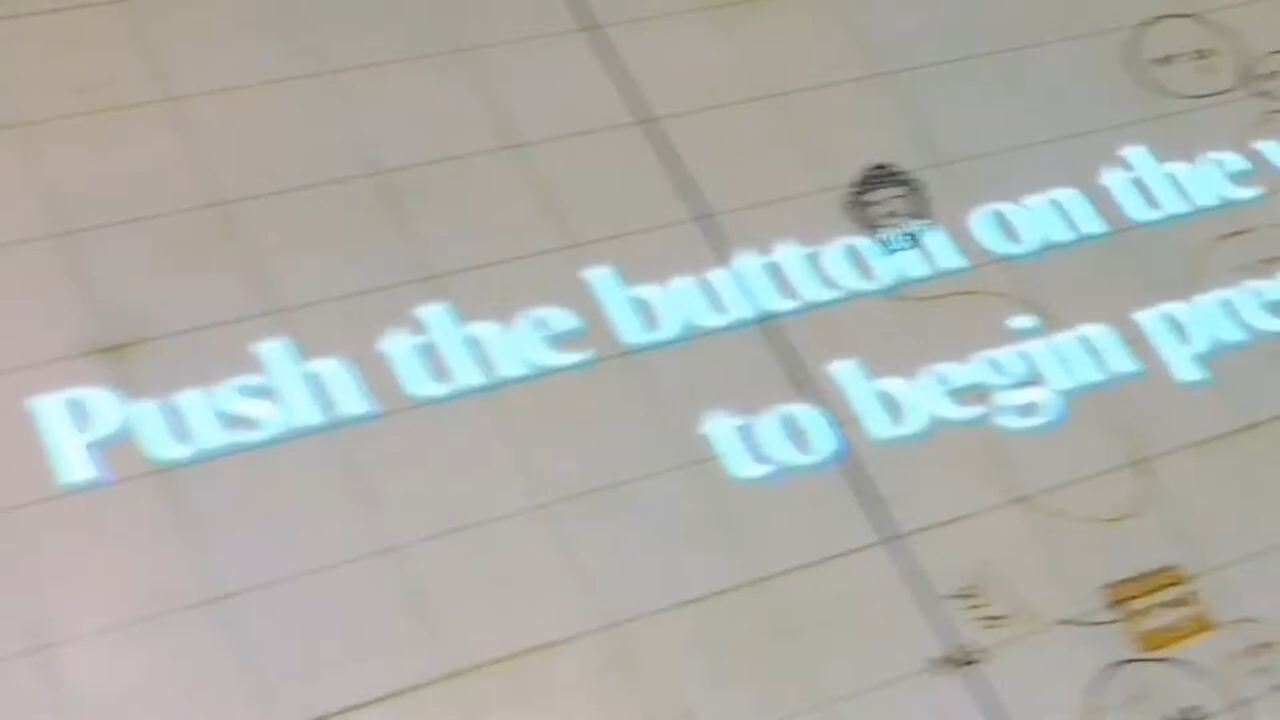 Push the button on the
to begin